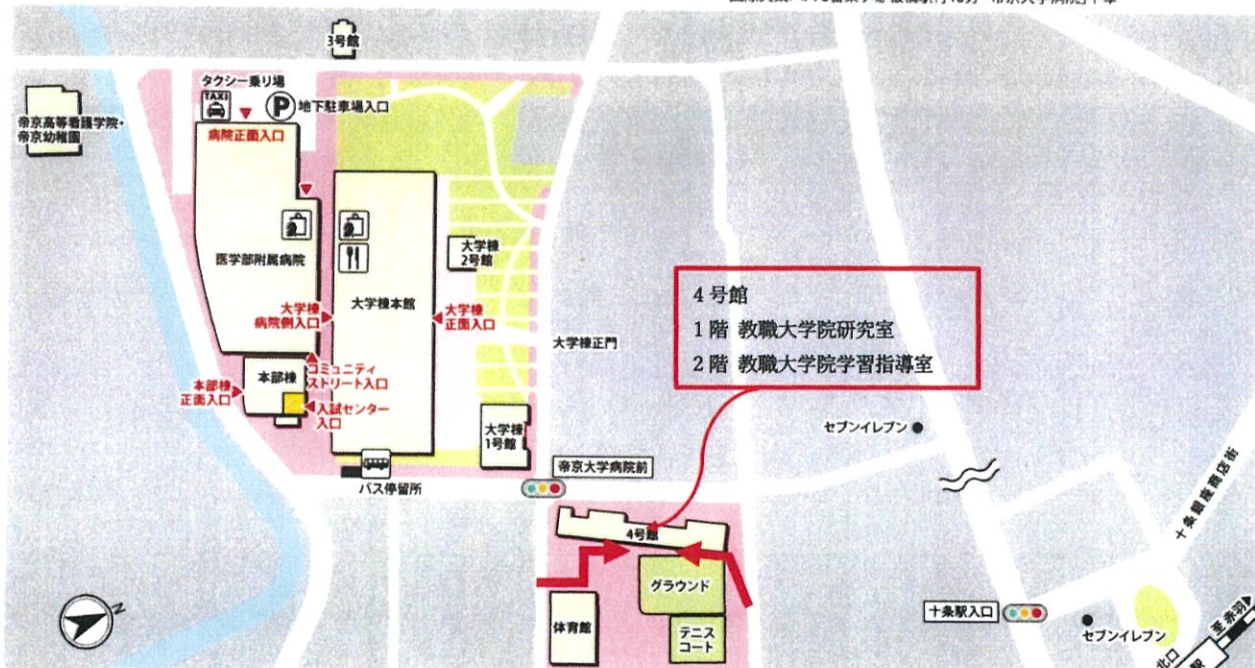 3号館
タクシー乗り場
TAXI
P
地下駐車場入口
帝京高等看護学院・
帝京幼稚園
病院正面入口
医学部附属病院
大学棟
2号館
大学棟本館
大学棟
病院側入口
大学棟
正面入口
大学棟正門
4号館
1階 教職大学院研究室
2階 教職大学院学習指導室
本部棟
コミュニティ
ストリート入口
本部棟
正面入口
入試センター
入口
大学棟
1号館
セブンイレブン
帝京大学病院前
バス停留所
十条銀座商店街
4号館
グラウンド
体育館
テニス
コート
十条駅入口
セブンイレブン
至赤羽
北口
駅
N